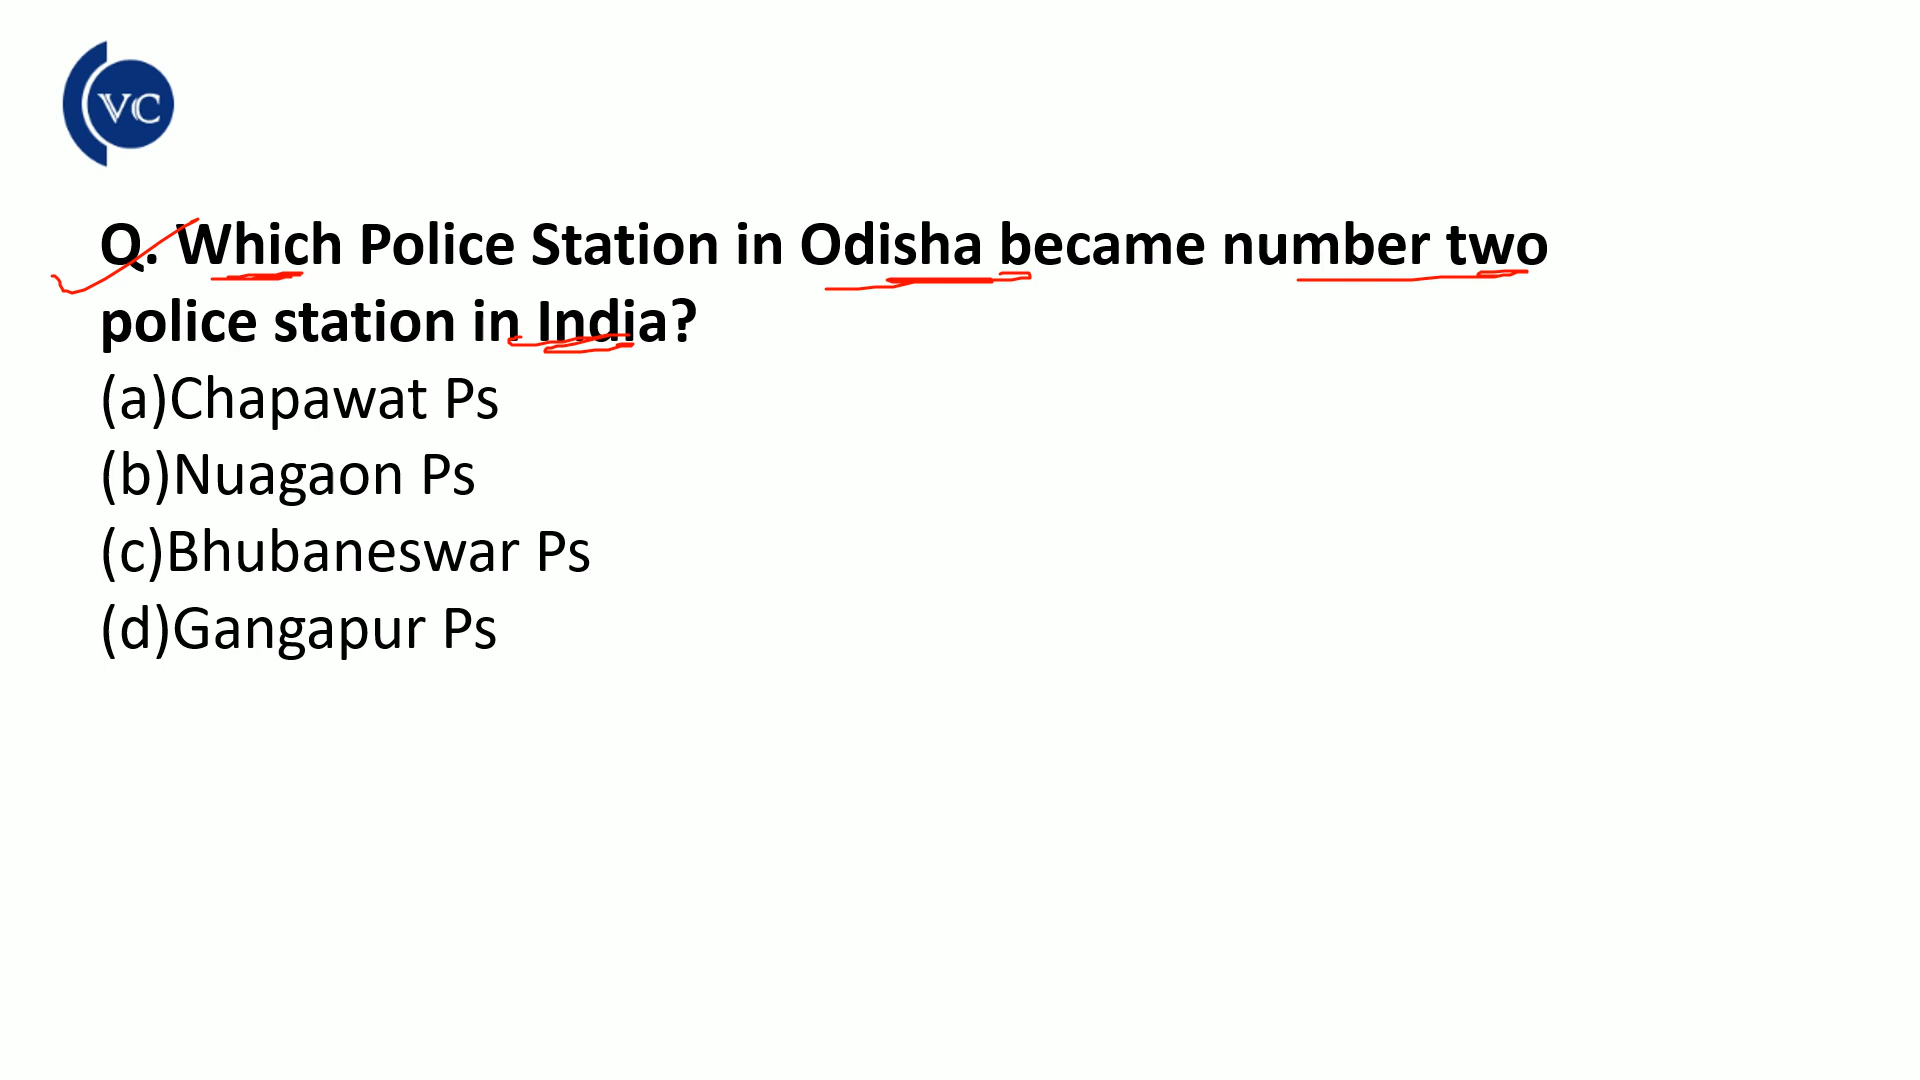 VC
Q. Which Police Station in Odisha became number two
police station in India?
(a)Chapawat Ps
(b)Nuagaon Ps
(c)Bhubaneswar Ps
(d)Gangapur Ps